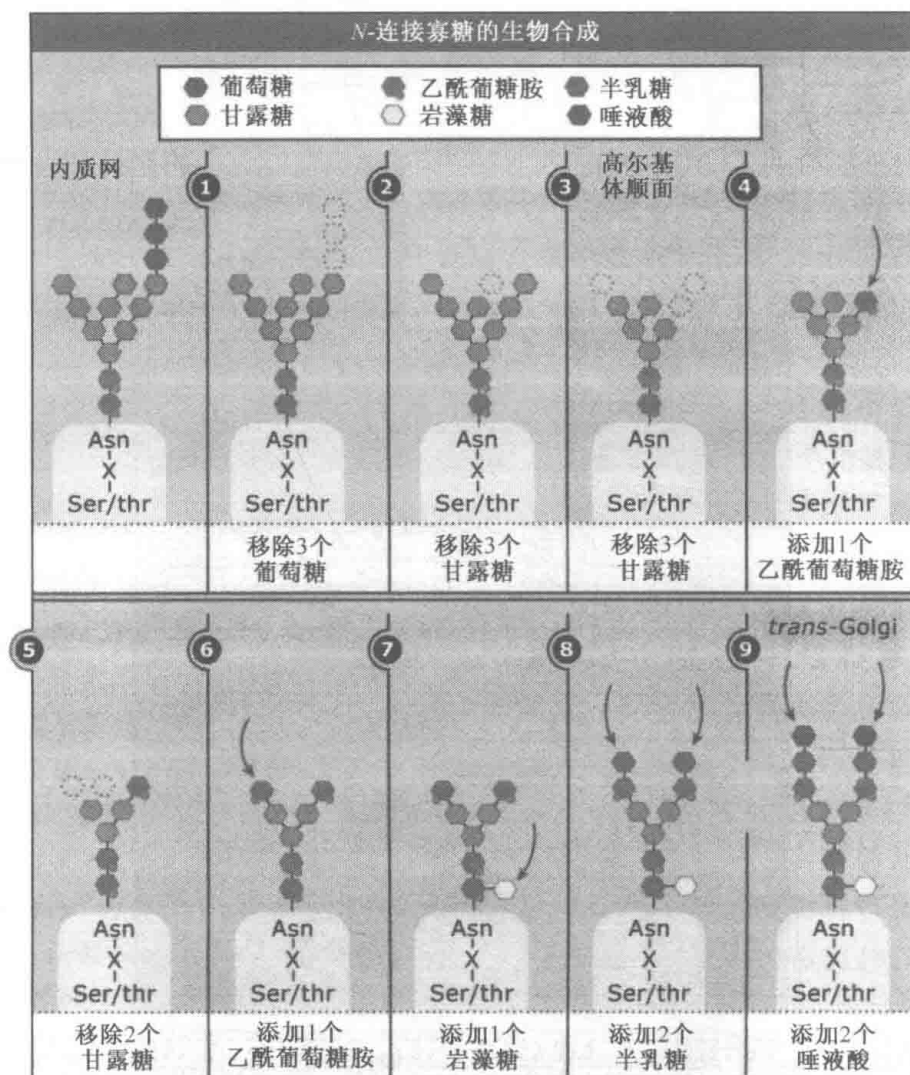 N-连接寡糖的生物合成
葡萄糖
乙酰葡糖胺
半乳糖
甘露糖
岩藻糖
唾液酸
内质网
1
2
3
高尔基
体顺面
4
Asn
X
Ser/thr
Asn
X
Ser/thr
Asn
X
Ser/thr
Asn
X
Ser/thr
Asn
X
Ser/thr
移除3个
葡萄糖
移除3个
甘露糖
移除3个
甘露糖
添加1个
乙酰葡萄糖胺
5
6
7
8
9
trans-Golgi
Asn
X
Ser/thr
Asn
X
Ser/thr
Asn
X
Ser/thr
Asn
X
Ser/thr
Asn
X
Ser/thr
移除2个
甘露糖
添加1个
乙酰葡萄糖胺
添加1个
岩藻糖
添加2个
半乳糖
添加2个
唾液酸